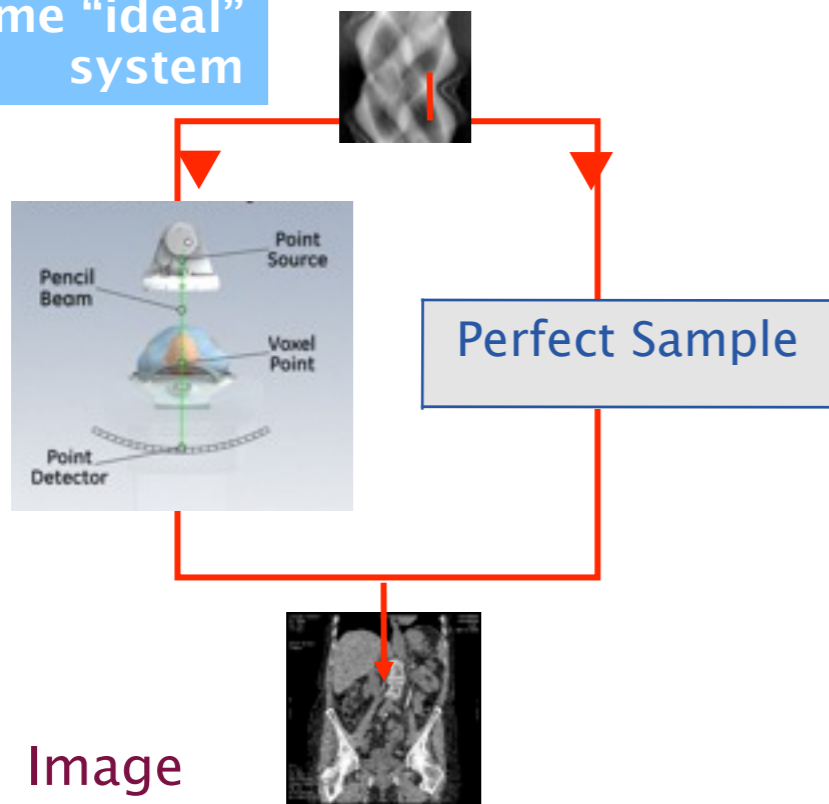 me “ideal”
system
Point
Source
Pencil
Beam
Voxel
Point
Perfect Sample
Point
Detector
Image